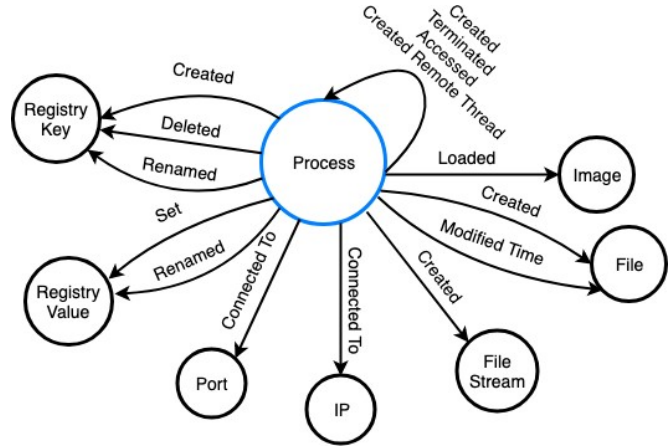 Created
Terminated
Accessed
Created Remote Thread
Created
Registry
Key
Deleted
Process
Renamed
Loaded
Image
Created
Set
Modified Time
Renamed
File
Registry
Value
Connected To
Connected To
Created
Port
IP
File
Stream